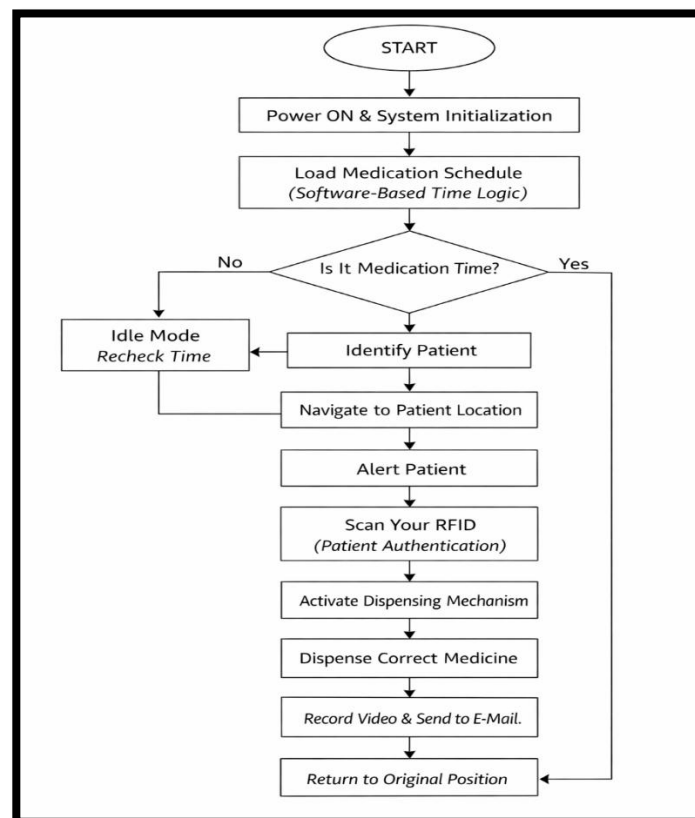 START
Power ON & System Initialization
Load Medication Schedule
(Software-Based Time Logic)
Is It Medication Time?
No
Yes
Idle Mode
Recheck Time
Identify Patient
Navigate to Patient Location
Alert Patient
Scan Your RFID
(Patient Authentication)
Activate Dispensing Mechanism
Dispense Correct Medicine
Record Video & Send to E-Mail.
Return to Original Position